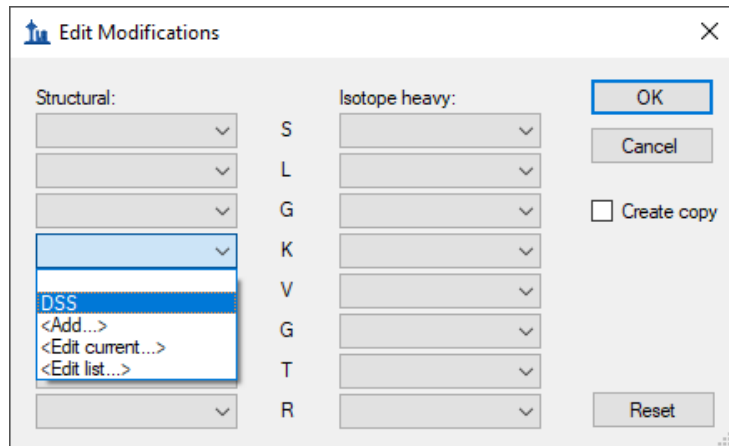 Edit Modifications
Structural:
Isotope heavy:
OK
S
Cancel
L
G
Create copy
K
DSS
V
<Add...>
<Edit current...>
G
<Edit list...>
T
R
Reset